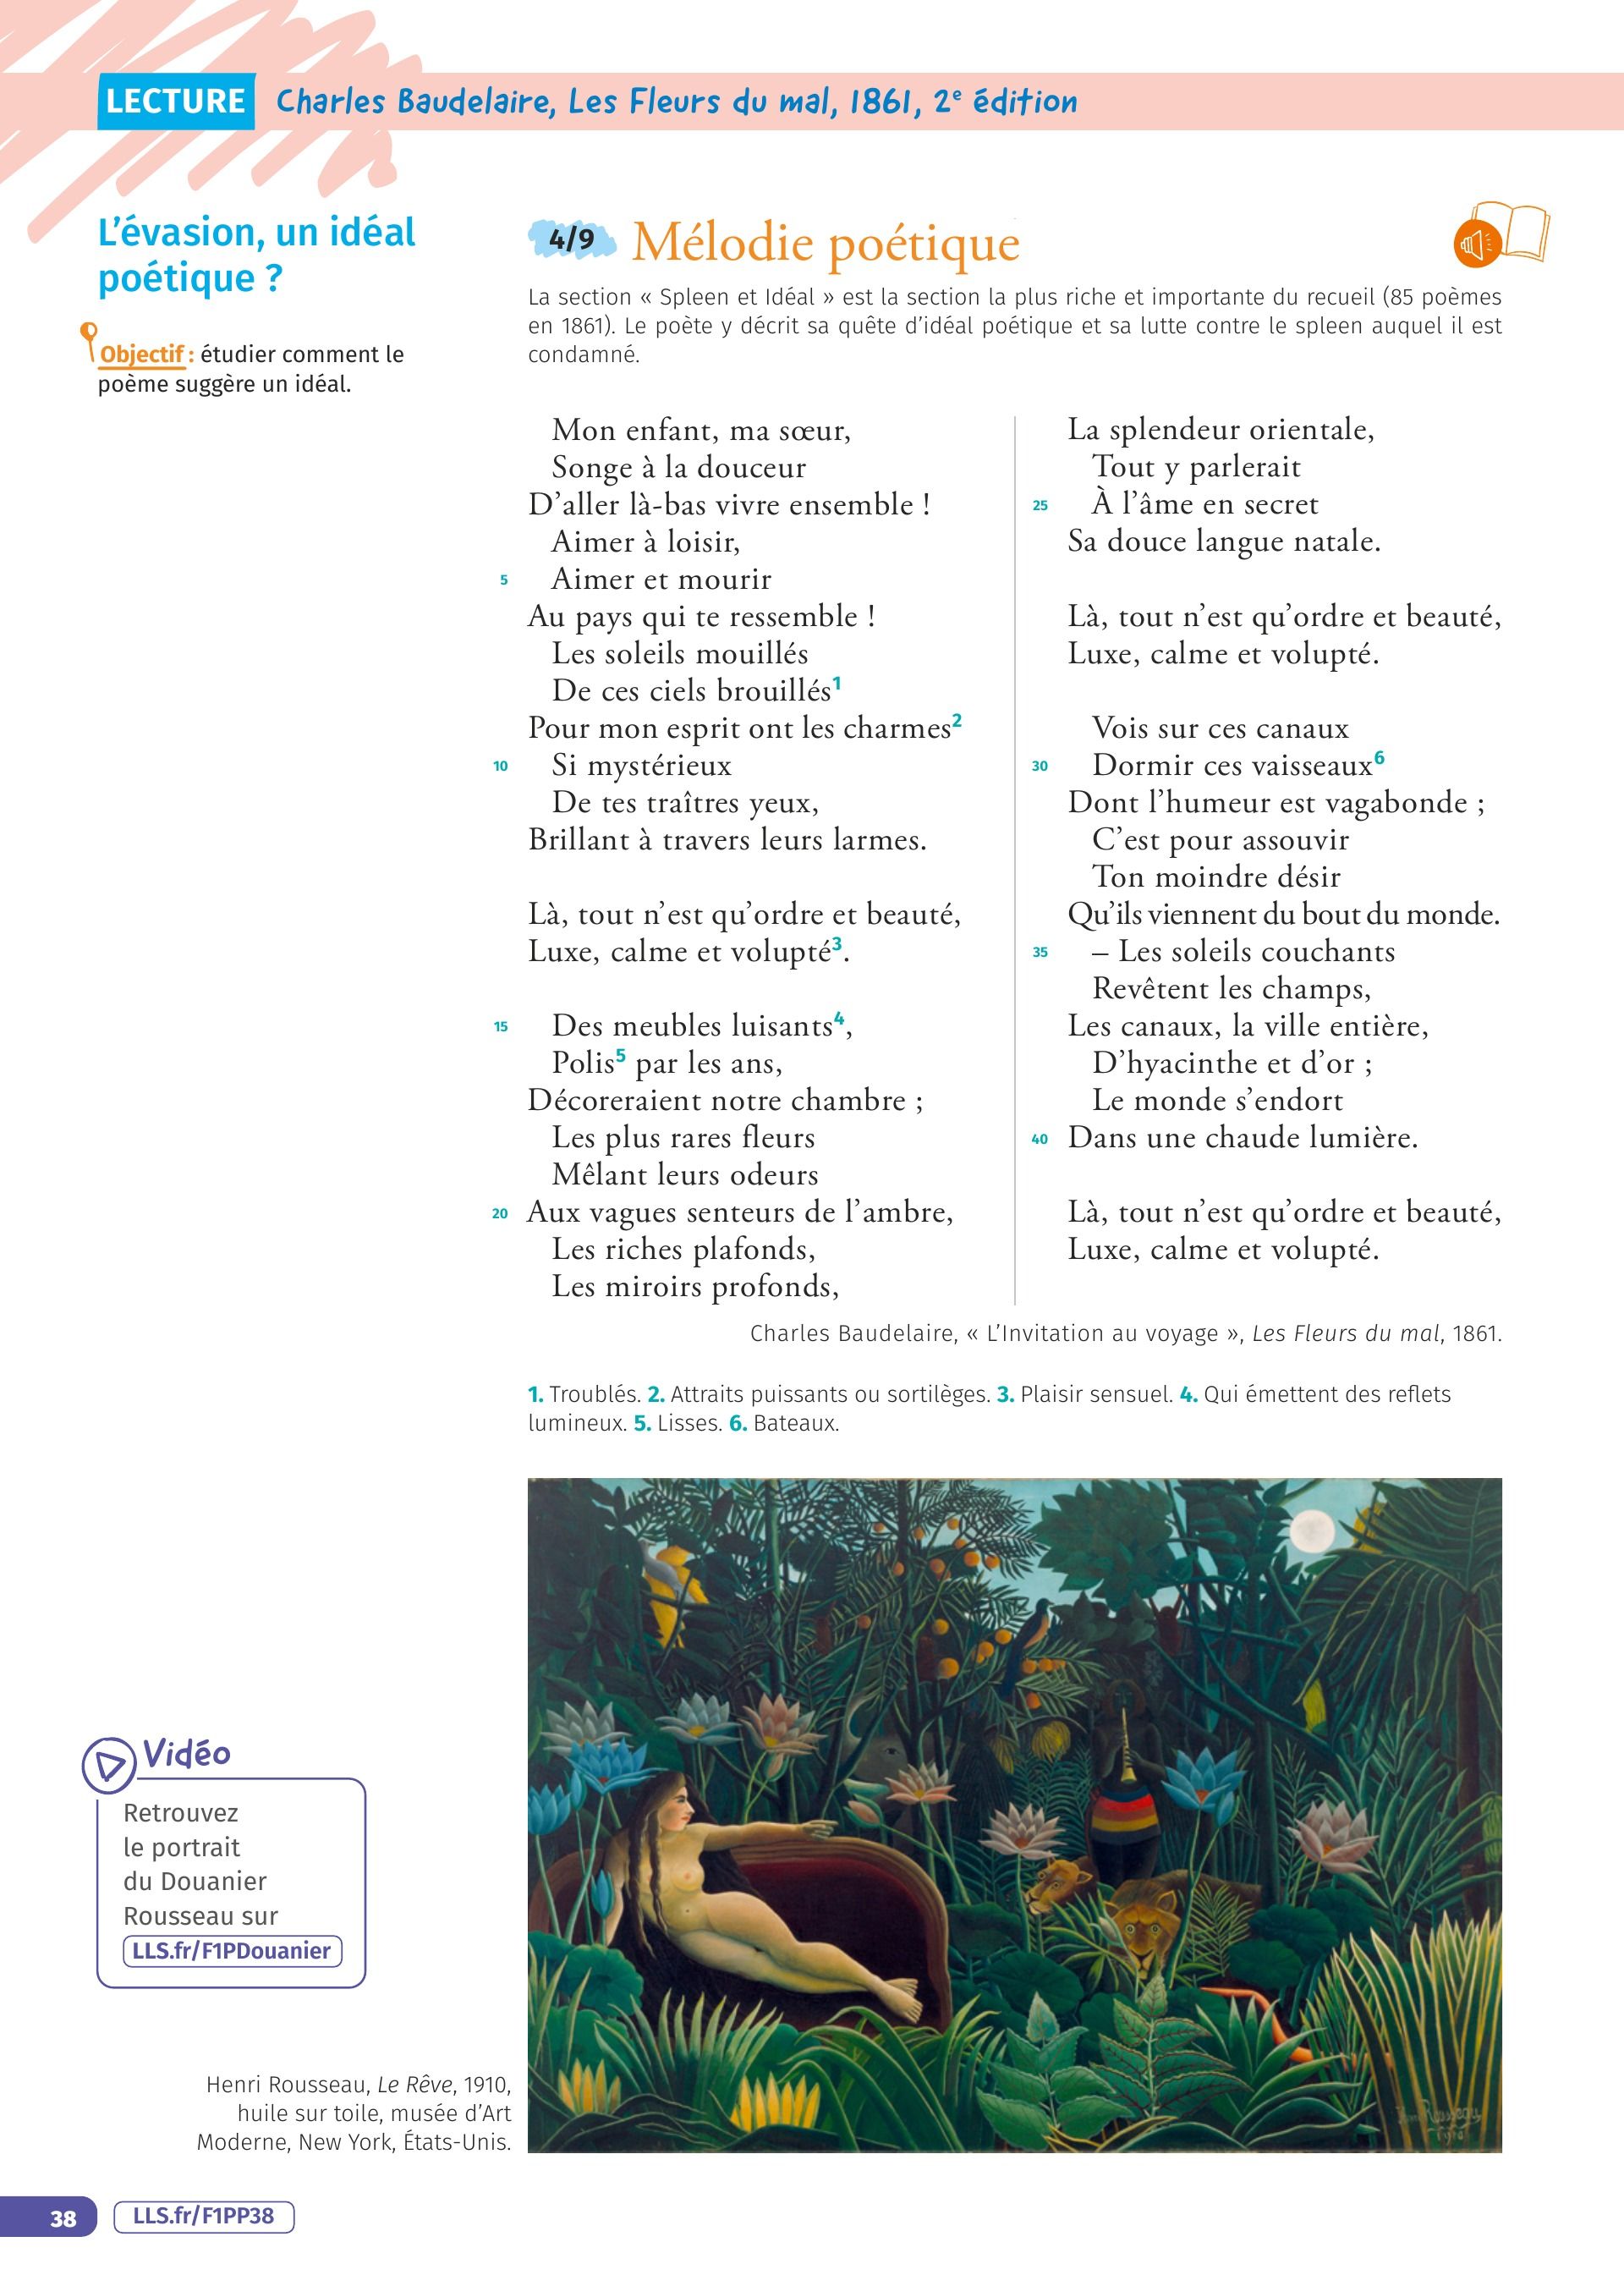 LECTURE Charles Baudelaire, Les Fleurs du mal, 1861, 2e édition
L'évasion, un idéal
poétique ?
Objectif : étudier comment le
poème suggère un idéal.
4/9 Mélodie poétique
La section « Spleen et Idéal » est la section la plus riche et importante du recueil (85 poèmes
en 1861). Le poète y décrit sa quête d'idéal poétique et sa lutte contre le spleen auquel il est
condamné.
Mon enfant, ma sœur,
Songe à la douceur
D'aller là-bas vivre ensemble !
Aimer à loisir,
5 Aimer et mourir
Au pays qui te ressemble !
Les soleils mouillés
De ces ciels brouillés1
Pour mon esprit ont les charmes2
10 Si mystérieux
De tes traîtres yeux,
Brillant à travers leurs larmes.
Là, tout n'est qu'ordre et beauté,
Luxe, calme et volupté3.
15 Des meubles luisants4,
Polis5 par les ans,
Décoreraient notre chambre ;
Les plus rares fleurs
Mêlant leurs odeurs
20 Aux vagues senteurs de l'ambre,
Les riches plafonds,
Les miroirs profonds,
La splendeur orientale,
Tout y parlerait
25 À l'âme en secret
Sa douce langue natale.
Là, tout n'est qu'ordre et beauté,
Luxe, calme et volupté.
Vois sur ces canaux
30 Dormir ces vaisseaux6
Dont l'humeur est vagabonde ;
C'est pour assouvir
Ton moindre désir
Qu'ils viennent du bout du monde.
35 – Les soleils couchants
Revêtent les champs,
Les canaux, la ville entière,
D'hyacinthe et d'or ;
Le monde s'endort
40 Dans une chaude lumière.
Là, tout n'est qu'ordre et beauté,
Luxe, calme et volupté.
Charles Baudelaire, « L'Invitation au voyage », Les Fleurs du mal, 1861.
1. Troublés. 2. Attraits puissants ou sortilèges. 3. Plaisir sensuel. 4. Qui émettent des reflets
lumineux. 5. Lisses. 6. Bateaux.
Vidéo
Retrouvez
le portrait
du Douanier
Rousseau sur
LLS.fr/F1PDouanier
Henri Rousseau, Le Rêve, 1910,
huile sur toile, musée d'Art
Moderne, New York, États-Unis.
Rousseau
38 LLS.fr/F1PP38